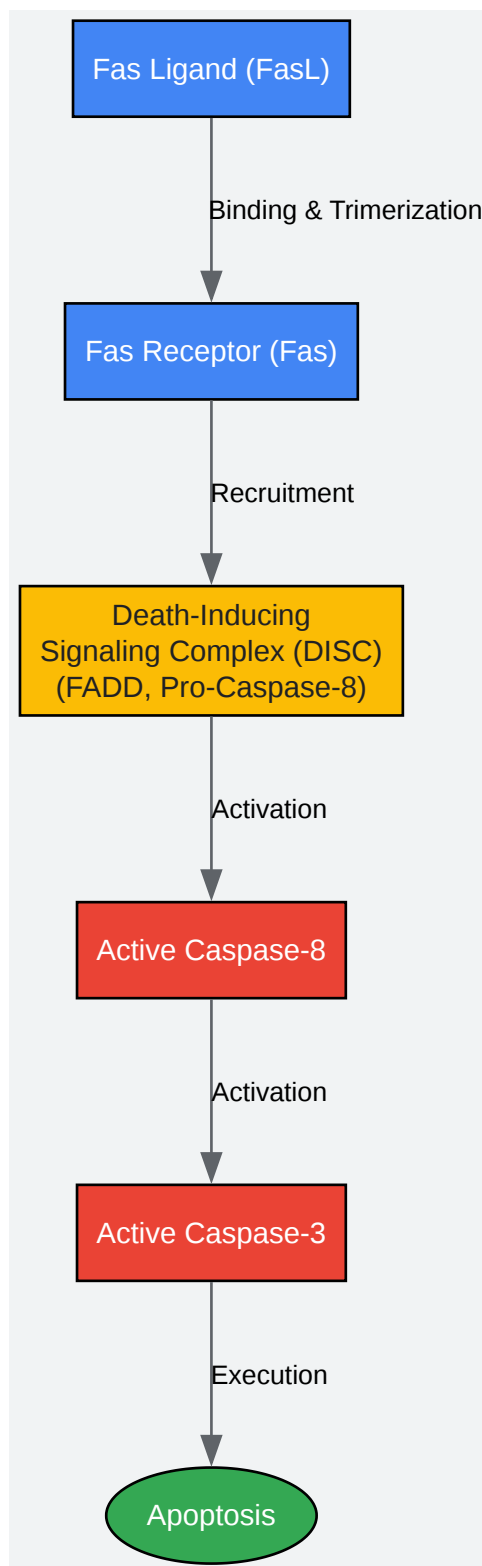 Fas Ligand (FasL)
Binding & Trimerization
Fas Receptor (Fas)
Recruitment
Death-Inducing
Signaling Complex (DISC)
(FADD, Pro-Caspase-8)
Activation
Active Caspase-8
Activation
Active Caspase-3
Execution
Apoptosis